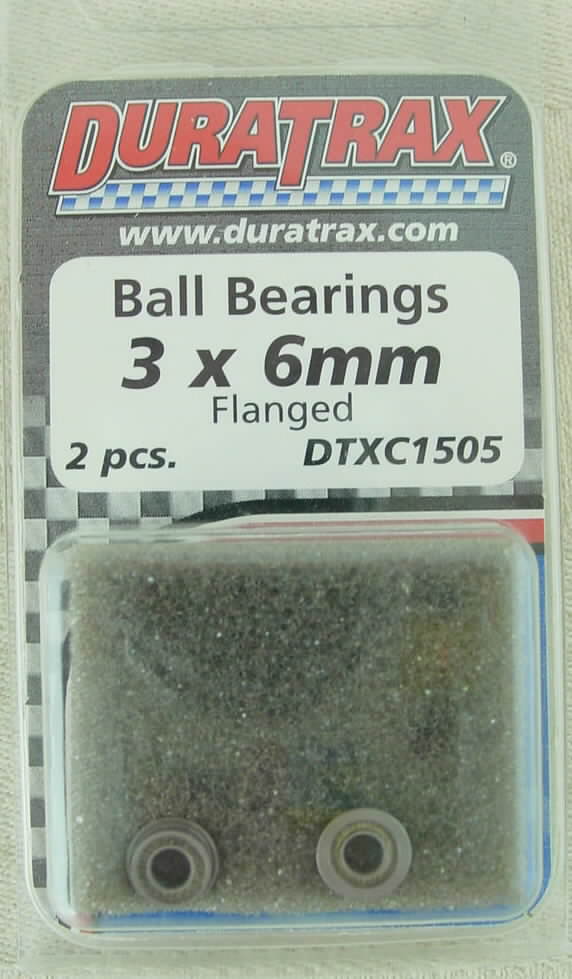 DURATRAX®
www.duratrax.com
Ball Bearings
3 x 6mm
Flanged
2 pcs. DTXC1505